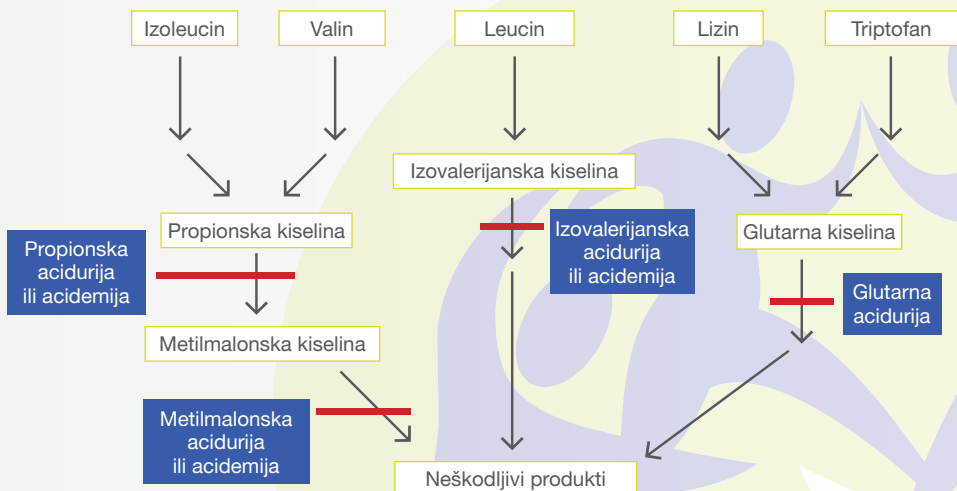 Izoleucin
Valin
Leucin
Lizin
Triptofan
Izovalerijanska kiselina
Propionska kiselina
Izovalerijanska
acidurija
ili acidemija
Glutarna kiselina
Propionska
acidurija
ili acidemija
Glutarna
acidurija
Metilmalonska kiselina
Metilmalonska
acidurija
ili acidemija
Neškodljivi produkti